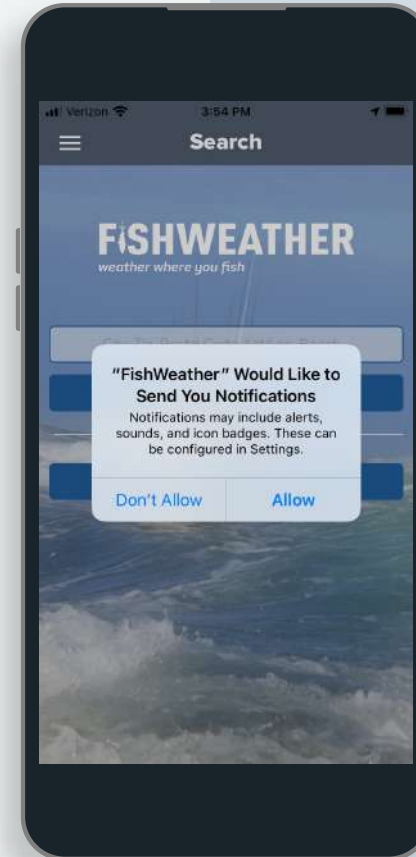 Verizon 3:54 PM
Search
FISHWEATHER
weather where you fish
"FishWeather" Would Like to
Send You Notifications
Notifications may include alerts,
sounds, and icon badges. These can
be configured in Settings.
Don't Allow Allow